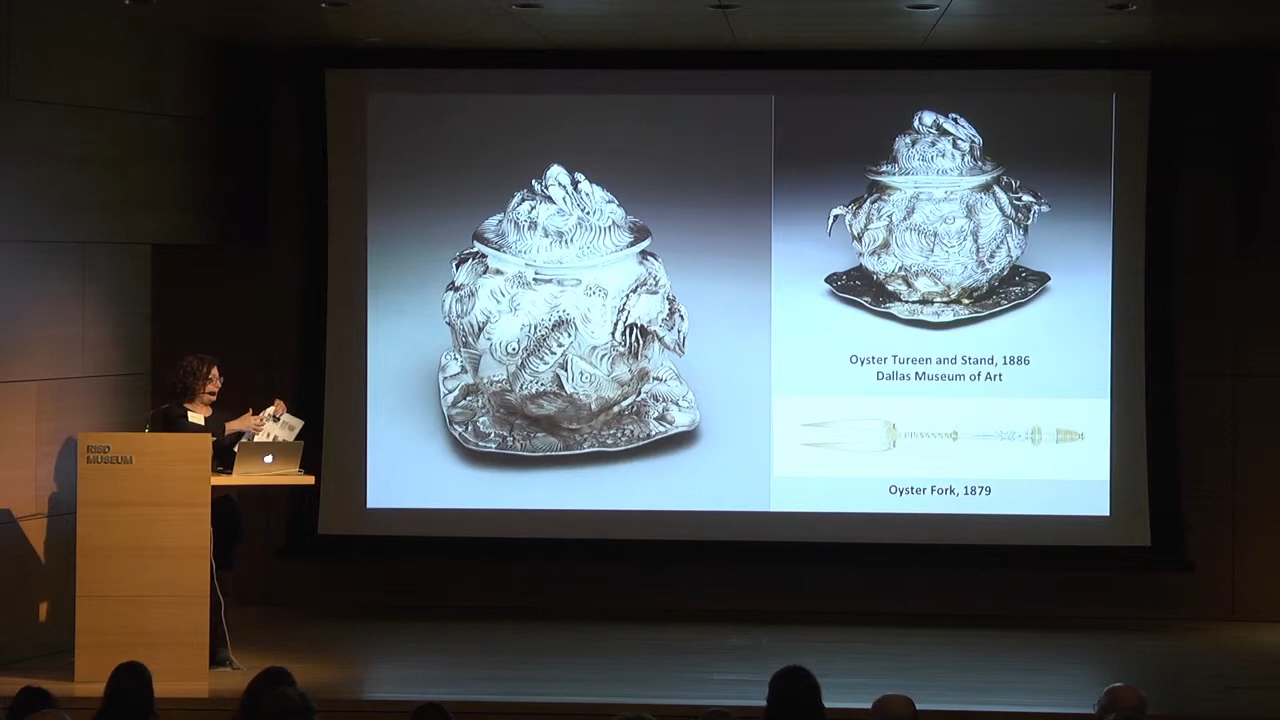 RISD
MUSEUM
Oyster Tureen and Stand, 1886
Dallas Museum of Art
Oyster Fork, 1879